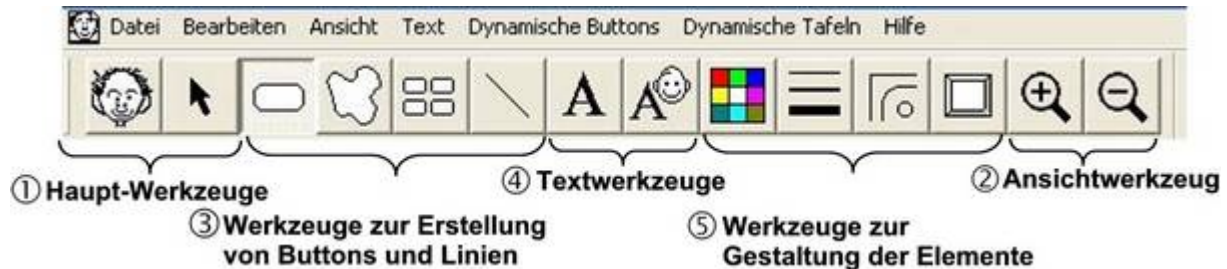 Datei Bearbeiten Ansicht Text Dynamische Buttons Dynamische Tafeln Hilfe
A A
① Haupt-Werkzeuge
④ Textwerkzeuge
② Ansichtwerkzeug
③ Werkzeuge zur Erstellung
von Buttons und Linien
⑤ Werkzeuge zur
Gestaltung der Elemente